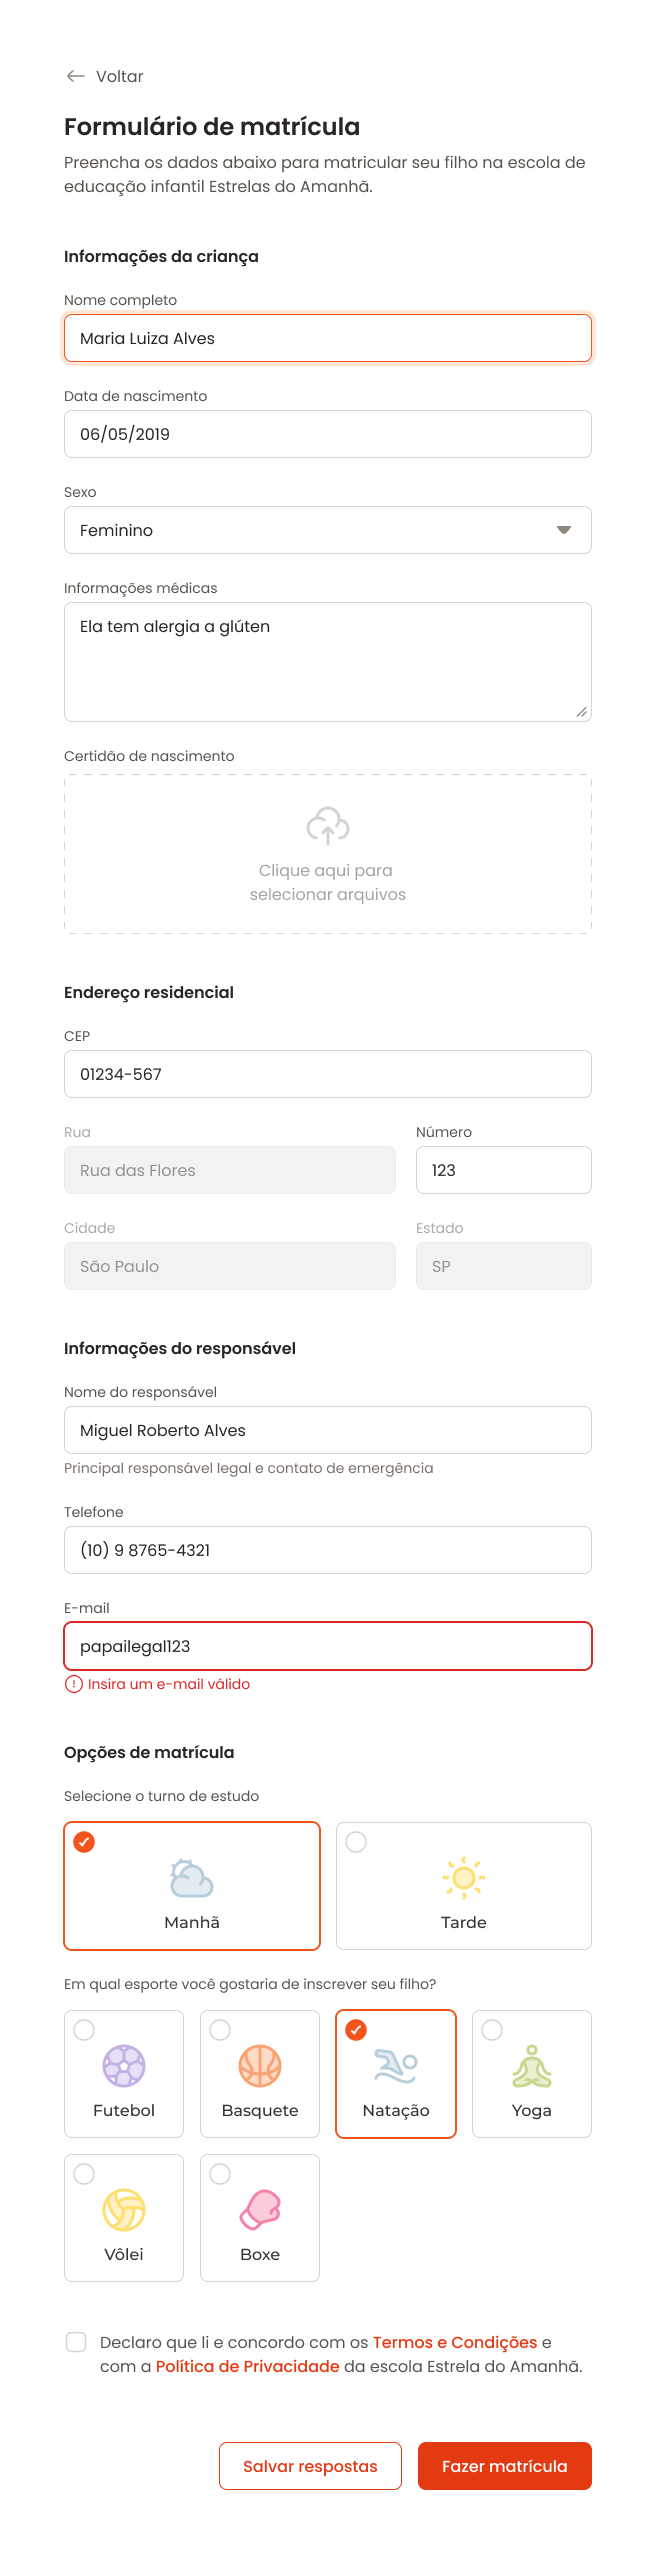 Voltar
Formulário de matrícula
Preencha os dados abaixo para matricular seu filho na escola de
educação infantil Estrelas do Amanhã.
Informações da criança
Nome completo
Maria Luiza Alves
Data de nascimento
06/05/2019
Sexo
Feminino
Informações médicas
Ela tem alergia a glúten
Certidão de nascimento
Clique aqui para
selecionar arquivos
Endereço residencial
CEP
01234-567
Rua
Número
Rua das Flores
123
Cidade
Estado
São Paulo
SP
Informações do responsável
Nome do responsável
Miguel Roberto Alves
Principal responsável legal e contato de emergência
Telefone
(10) 9 8765-4321
E-mail
papailegal123
Insira um e-mail válido
Opções de matrícula
Selecione o turno de estudo
Manhã
Tarde
Em qual esporte você gostaria de inscrever seu filho?
Futebol
Basquete
Natação
Yoga
Vôlei
Boxe
Declaro que li e concordo com os Termos e Condições e
com a Política de Privacidade da escola Estrela do Amanhã.
Salvar respostas
Fazer matrícula